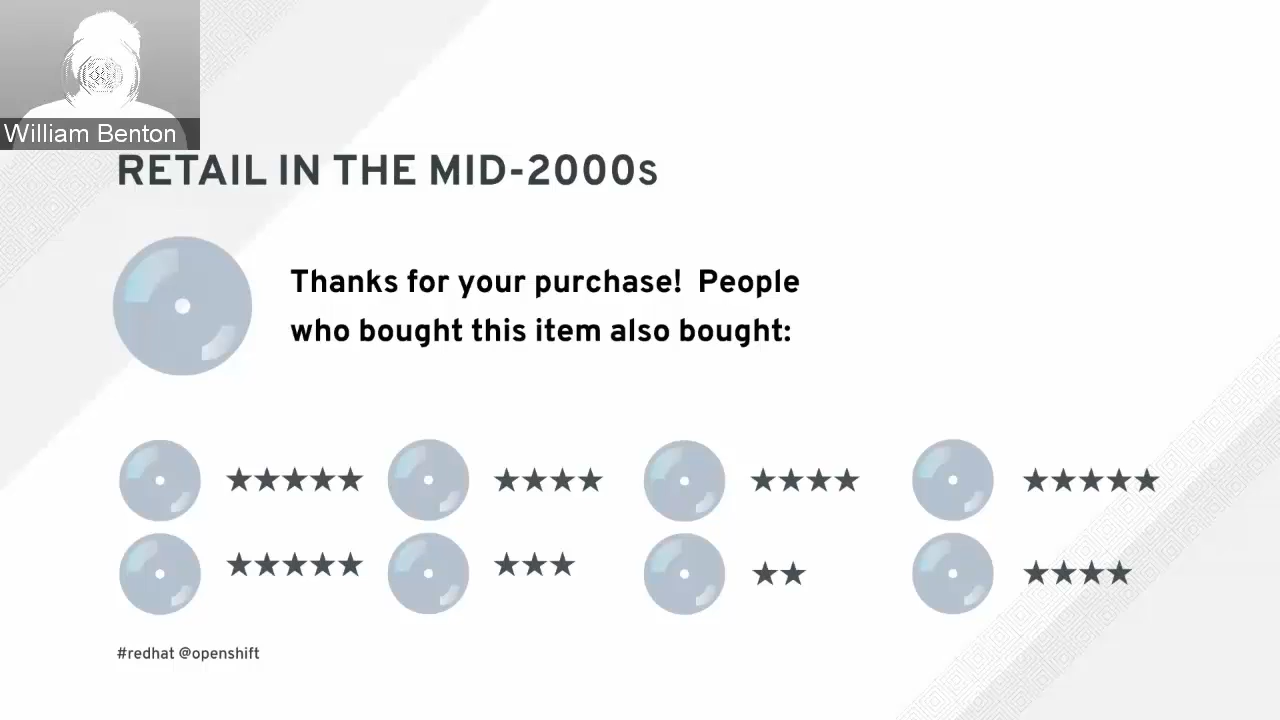 William Benton
RETAIL IN THE MID-2000s
Thanks for your purchase! People
who bought this item also bought:
★★★★★ ★★★★ ★★★★ ★★★★★
★★★★★ ★★★ ★★ ★★★★
#redhat @openshift